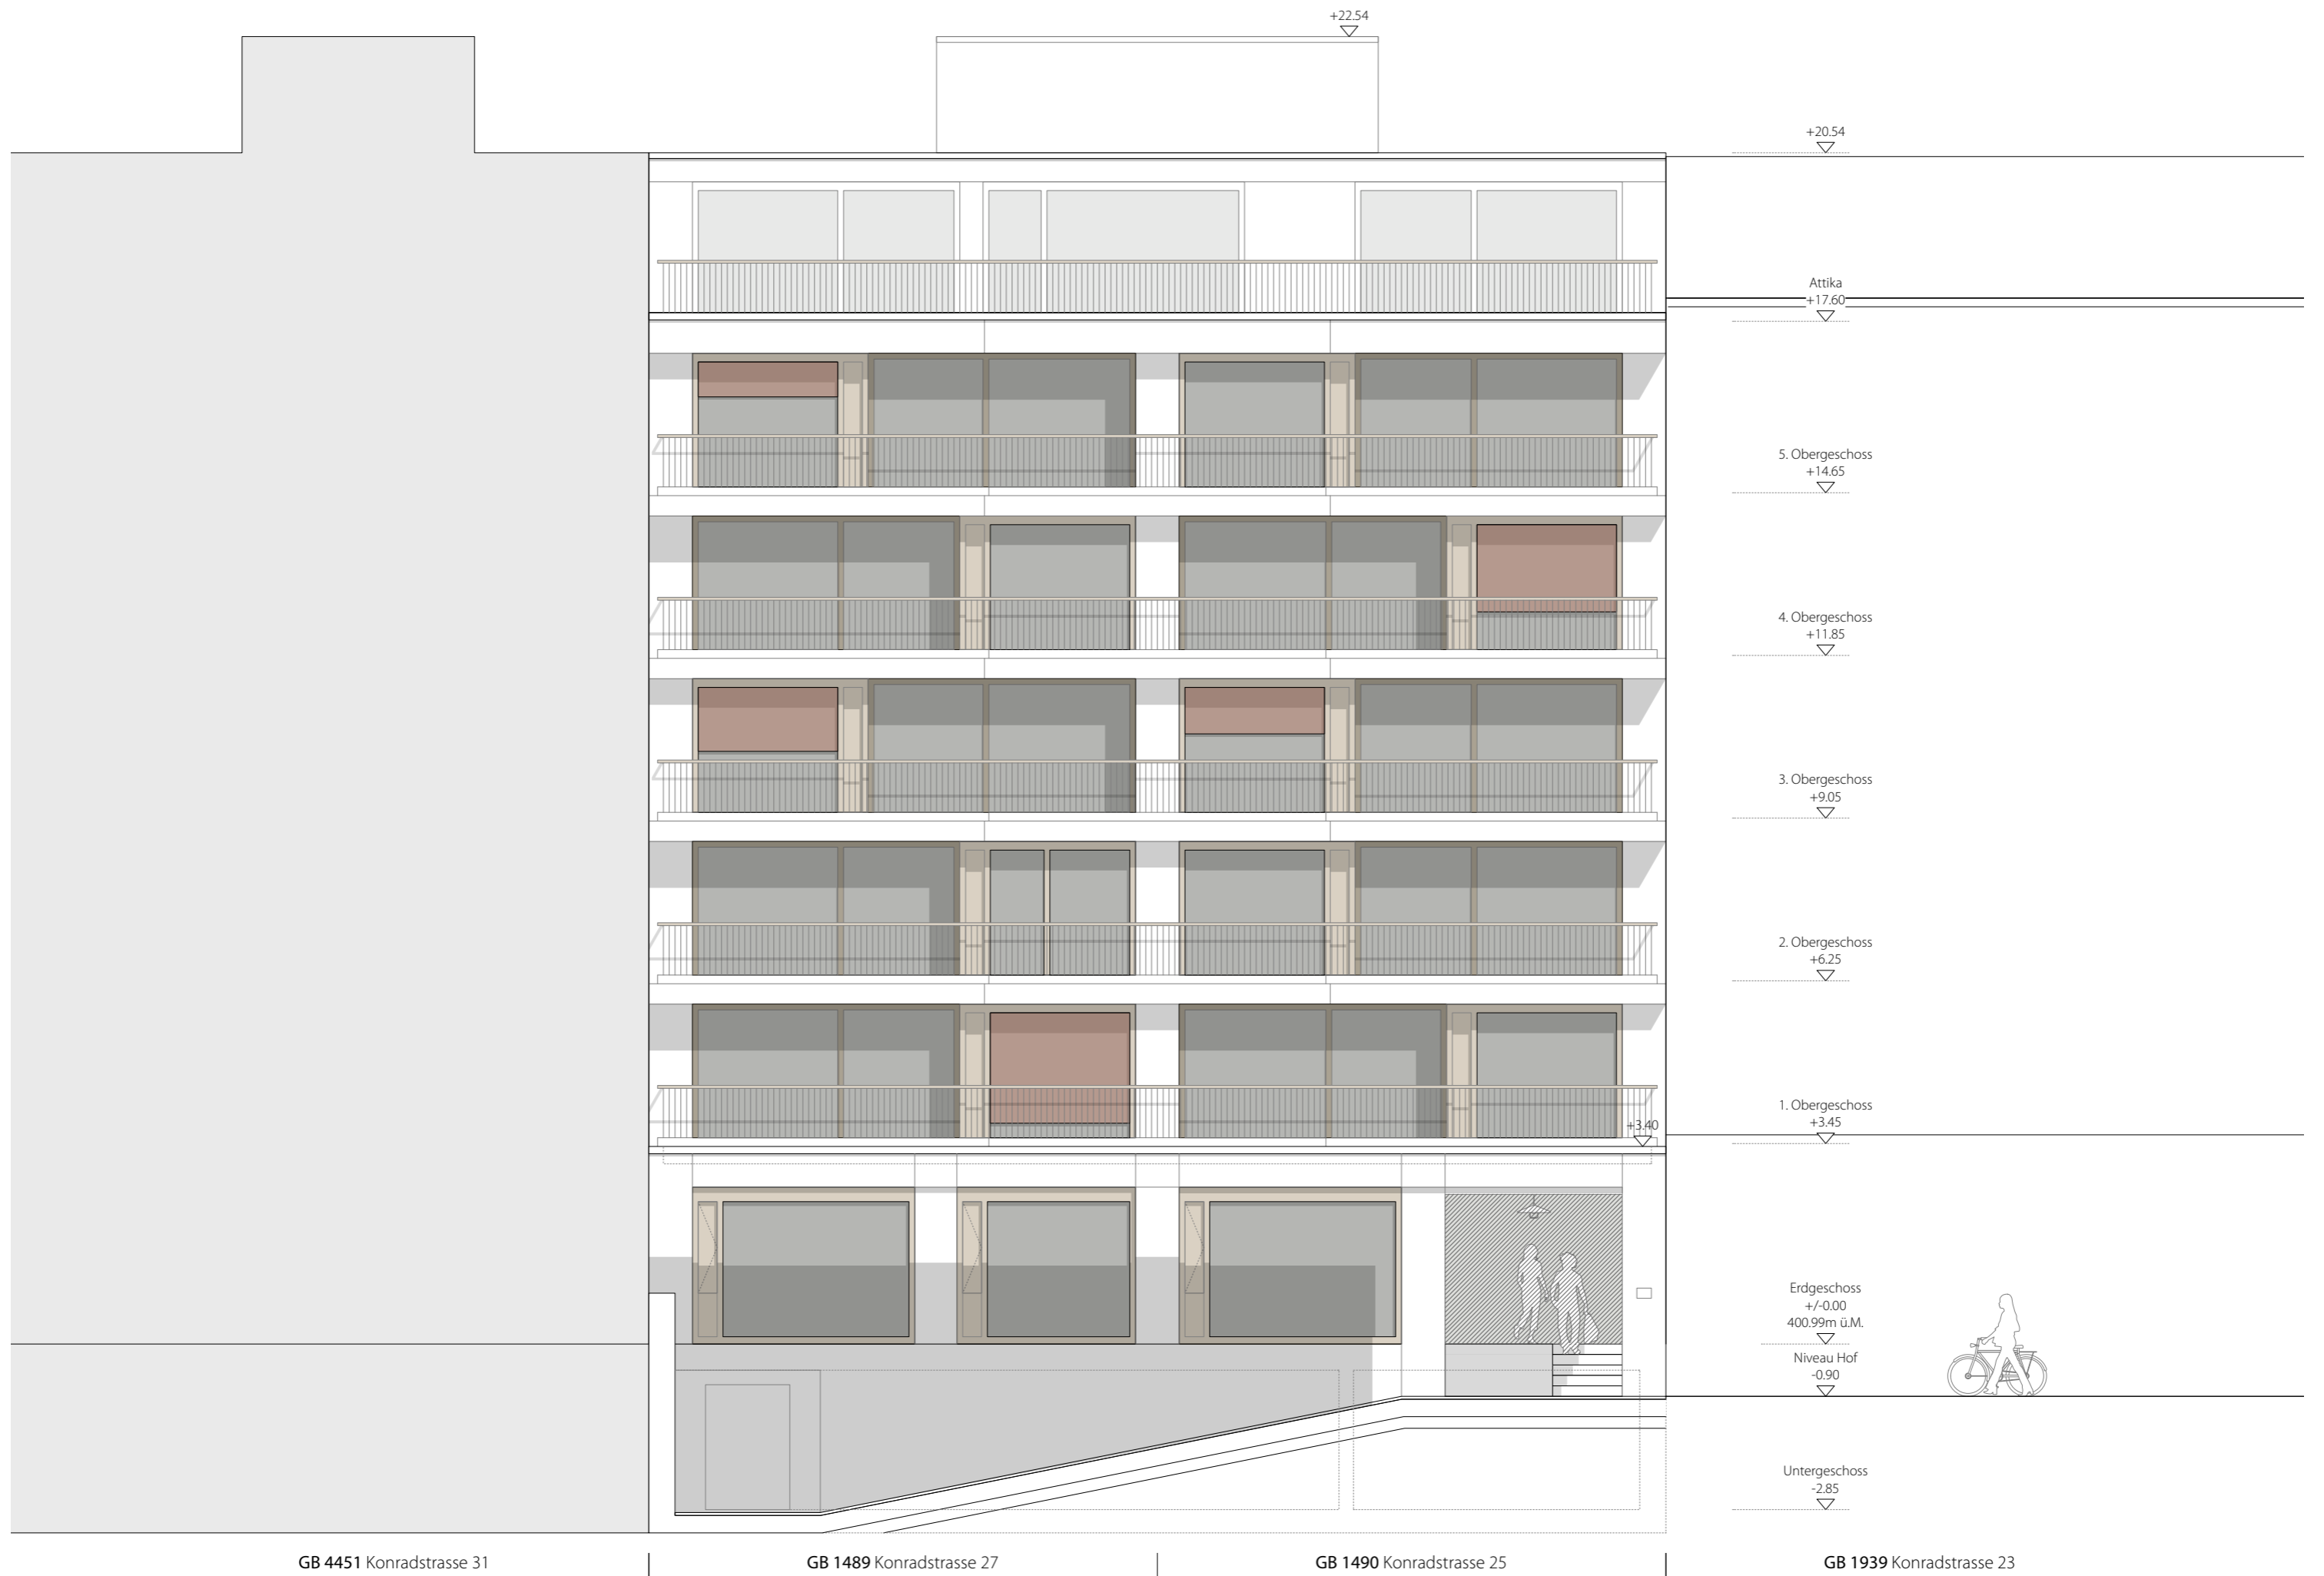 +22.54
+20.54
Attika
+17.60
5. Obergeschoss
+14.65
4. Obergeschoss
+11.85
3. Obergeschoss
+9.05
2. Obergeschoss
+6.25
1. Obergeschoss
+3.45
+3.40
Erdgeschoss
+/-0.00
400.99m ü.M.
Niveau Hof
-0.90
Untergeschoss
-2.85
GB 4451 Konradstrasse 31
GB 1489 Konradstrasse 27
GB 1490 Konradstrasse 25
GB 1939 Konradstrasse 23